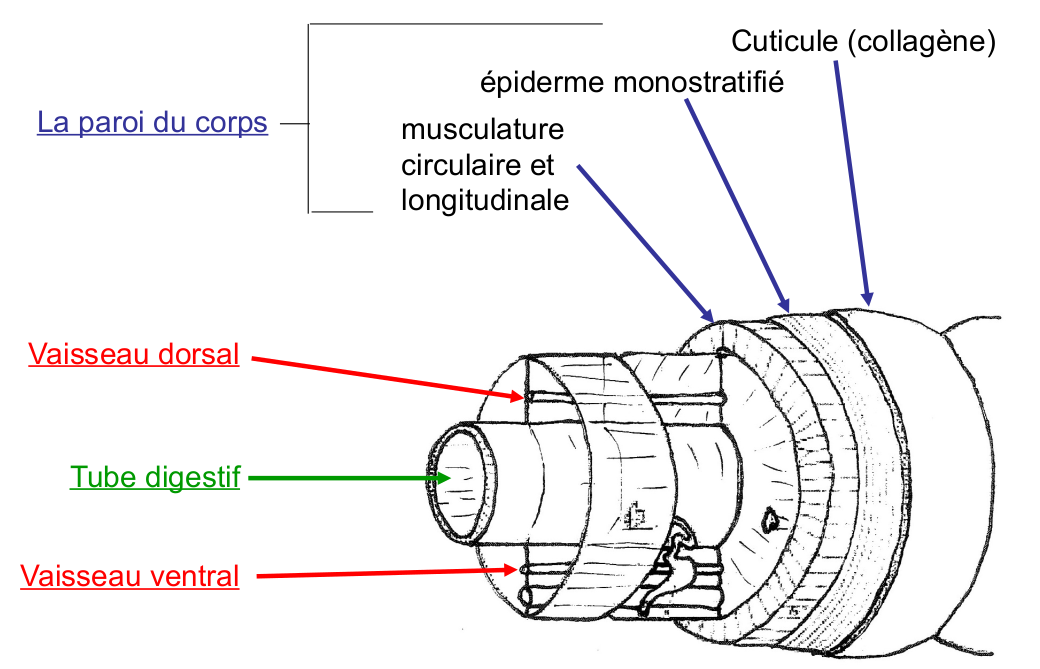 Cuticule (collagène)
épiderme monostratifié
La paroi du corps
musculature
circulaire et
longitudinale
Vaisseau dorsal
Tube digestif
Vaisseau ventral